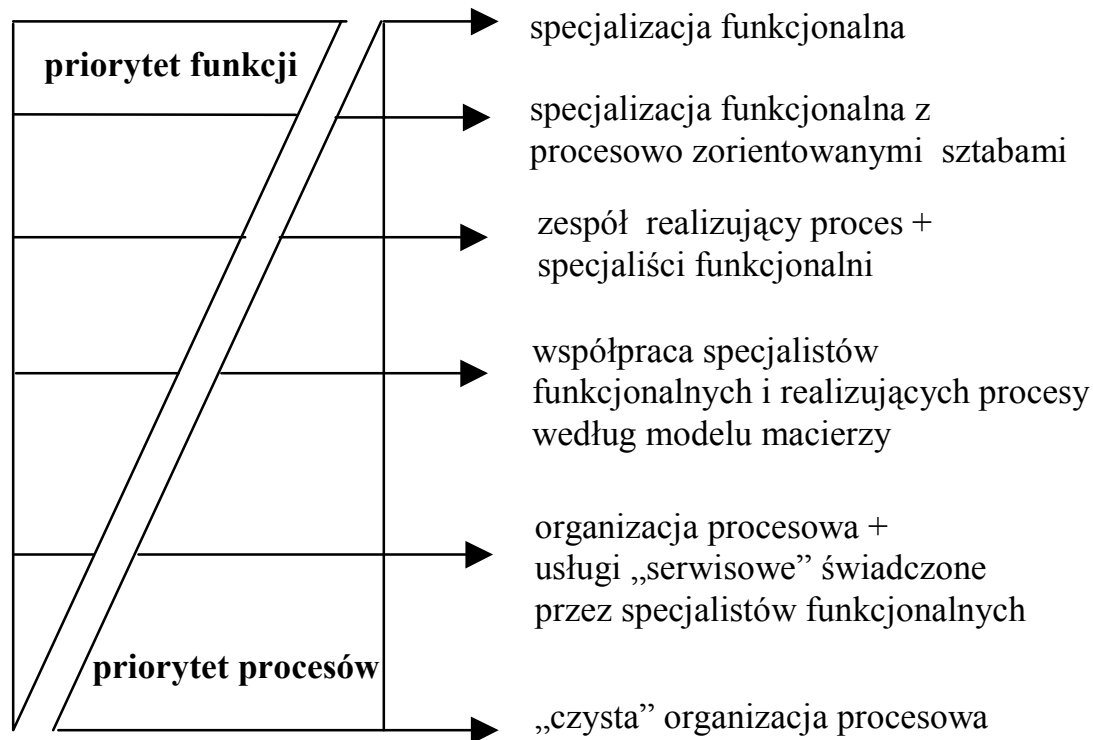 specjalizacja funkcjonalna
priorytet funkcji
specjalizacja funkcjonalna z
procesowo zorientowanymi sztabami
zespół realizujący proces +
specjaliści funkcjonalni
współpraca specjalistów
funkcjonalnych i realizujących procesy
według modelu macierzy
organizacja procesowa +
usługi „serwisowe” świadczone
przez specjalistów funkcjonalnych
priorytet procesów
„czysta” organizacja procesowa